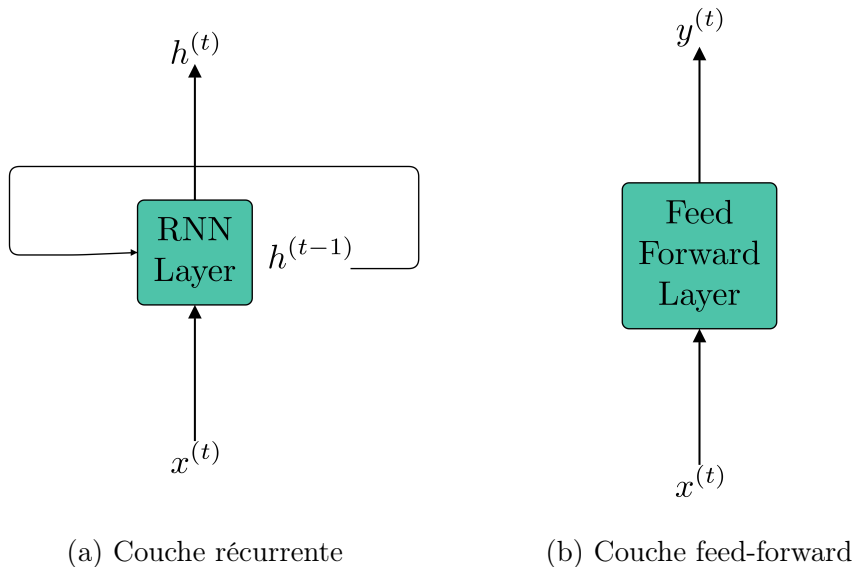 h^{(t)}
RNN
Layer
h^{(t−1)}
x^{(t)}
(a) Couche récurrente
y^{(t)}
Feed
Forward
Layer
x^{(t)}
(b) Couche feed-forward